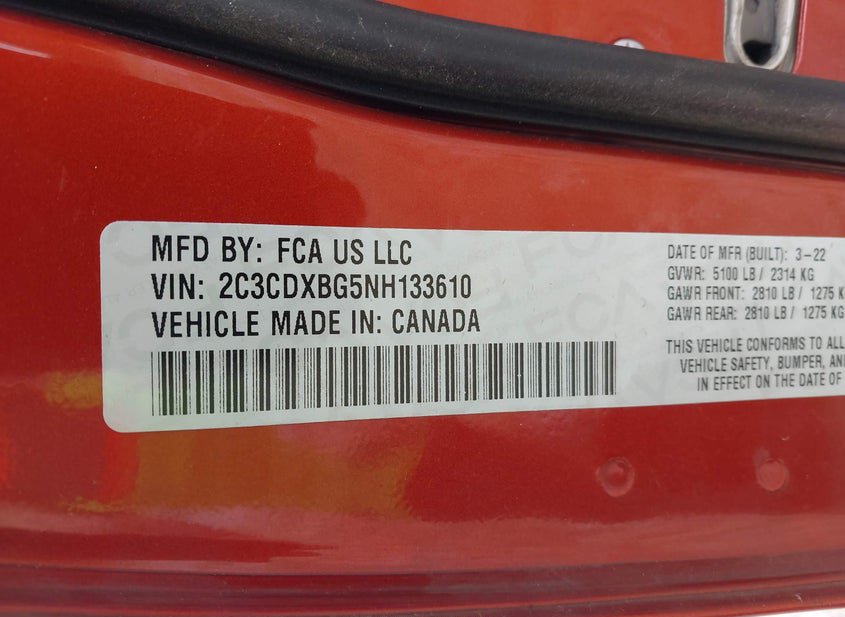 MFD BY: FCA US LLC
VIN: 2C3CDXBG5NH133610
VEHICLE MADE IN: CANADA
DATE OF MFR (BUILT): 3-22
GVWR: 5100 LB / 2314 KG
GAWR FRONT: 2810 LB / 1275 K
GAWR REAR: 2810 LB / 1275 KG
THIS VEHICLE CONFORMS TO ALL
VEHICLE SAFETY, BUMPER, AN
IN EFFECT ON THE DATE OF